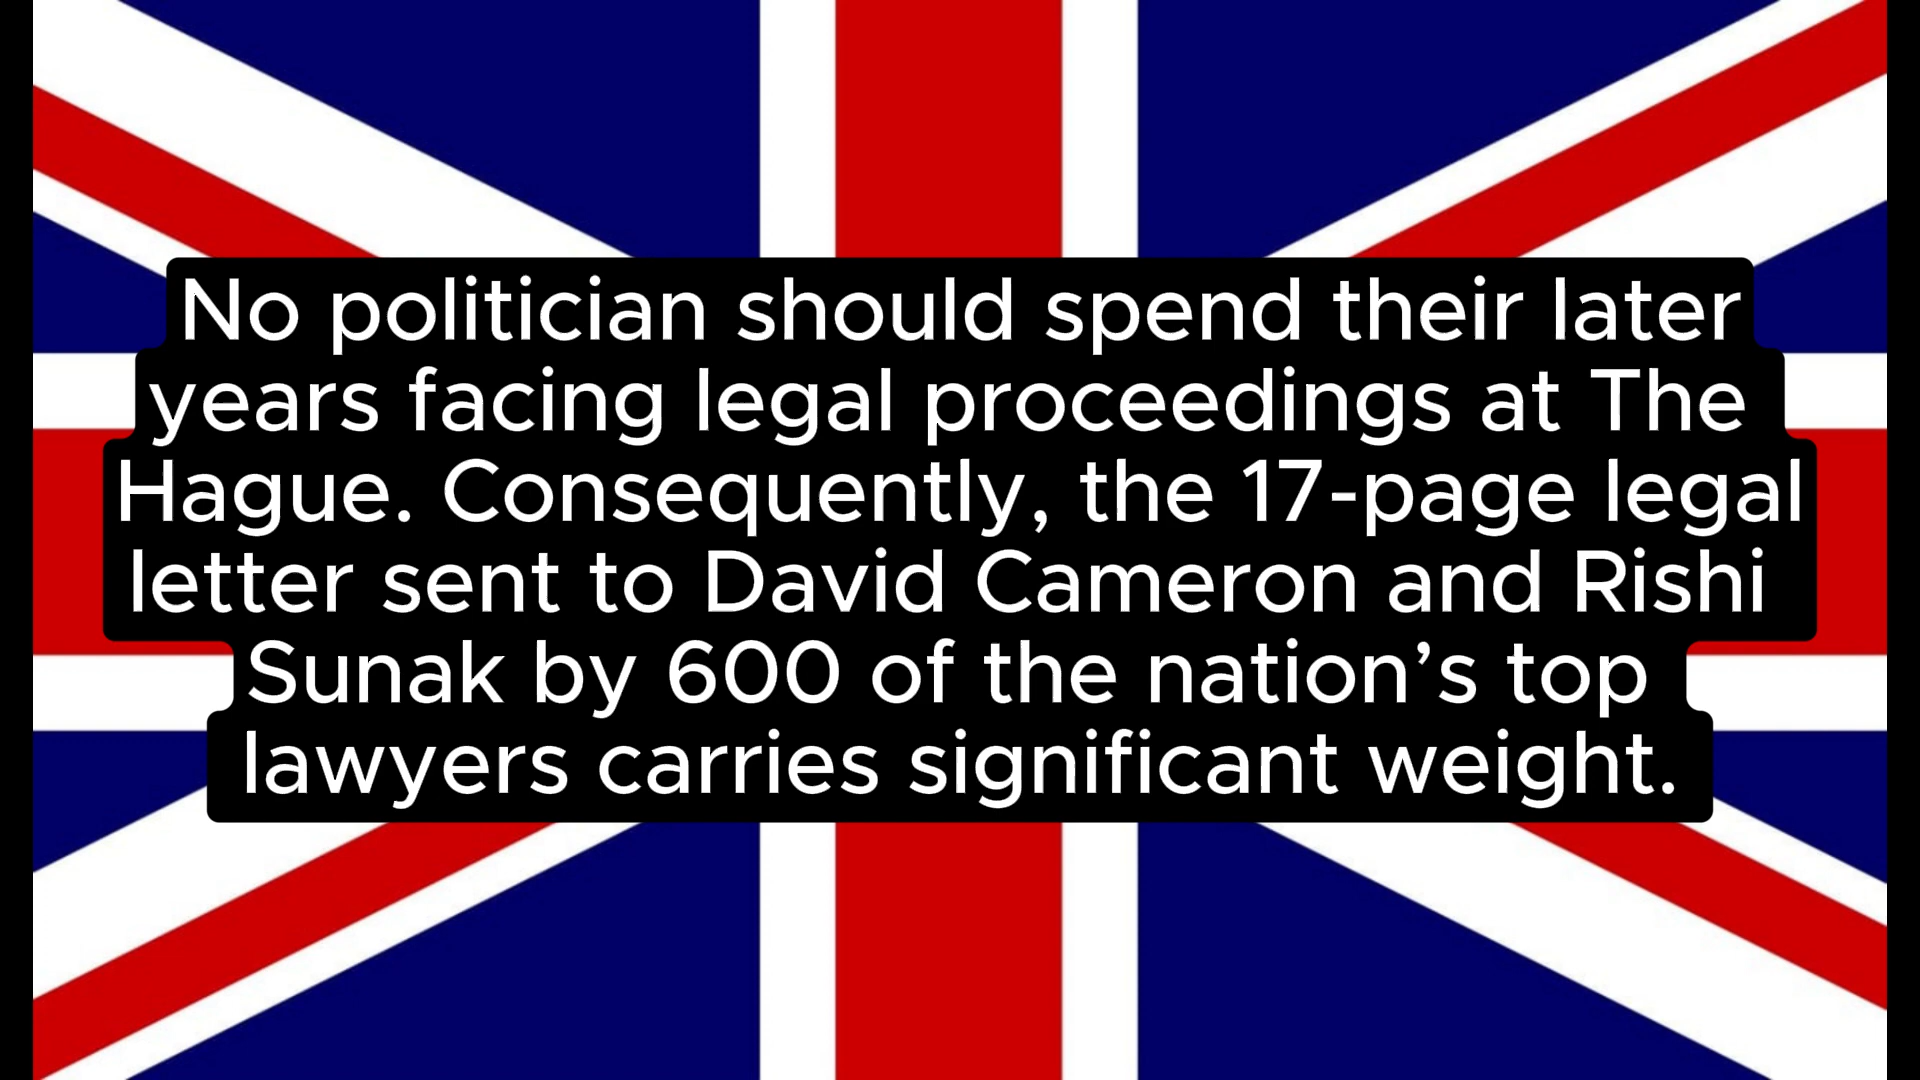 No politician should spend their later
years facing legal proceedings at The
Hague. Consequently, the 17-page legal
letter sent to David Cameron and Rishi
Sunak by 600 of the nation’s top
lawyers carries significant weight.